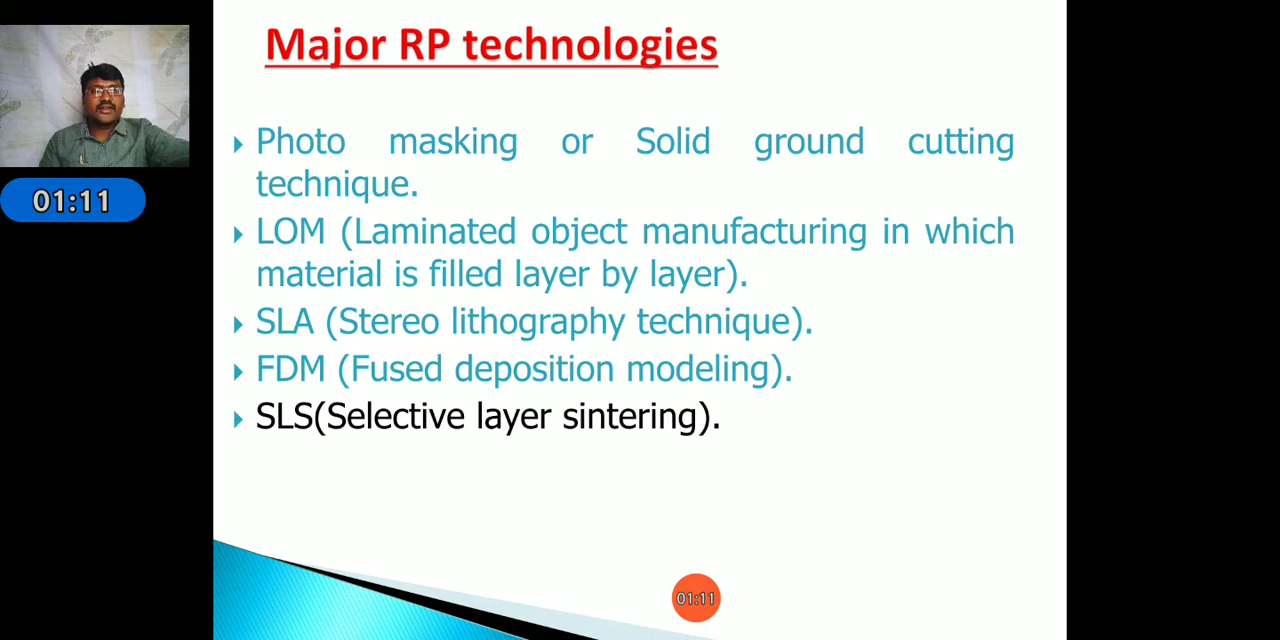 Major RP technologies
01:11
Photo masking or Solid ground cutting
technique.
LOM (Laminated object manufacturing in which
material is filled layer by layer).
SLA (Stereo lithography technique).
FDM (Fused deposition modeling).
SLS(Selective layer sintering).
01:11